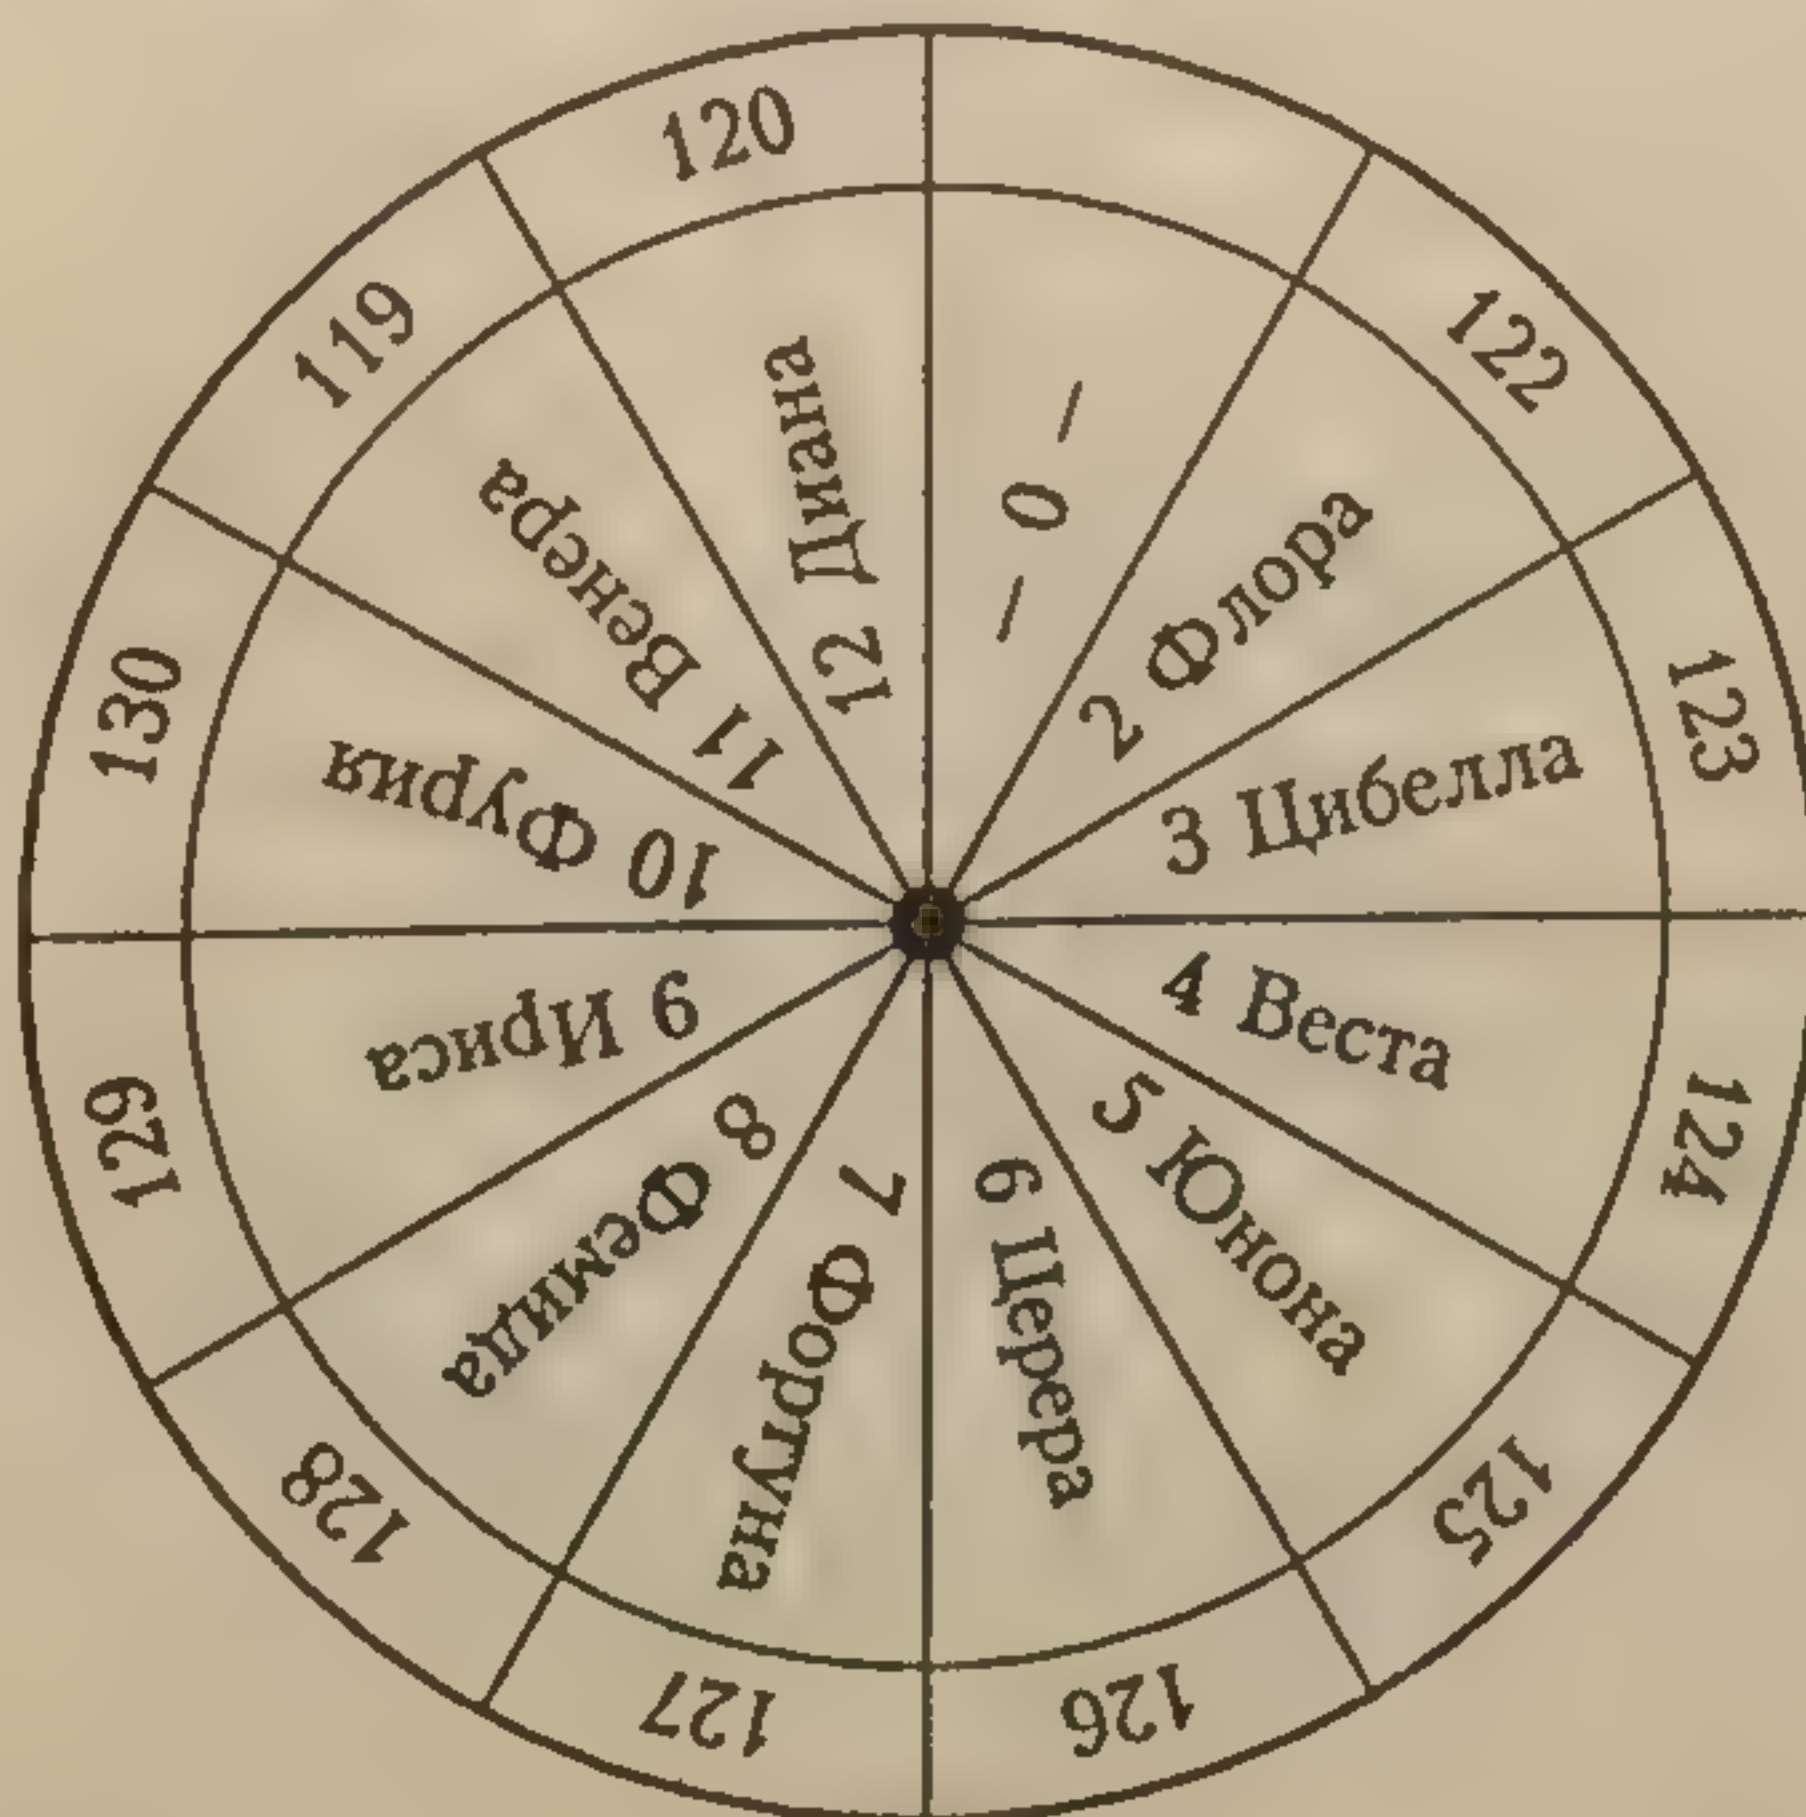 – 0 –
122
2 Флора
123
3 Цибелла
124
4 Веста
125
5 Юнона
126
6 Церера
127
7 Фортуна
128
8 Фемида
129
9 Ириса
130
10 Фурия
119
11 Венера
120
12 Диана